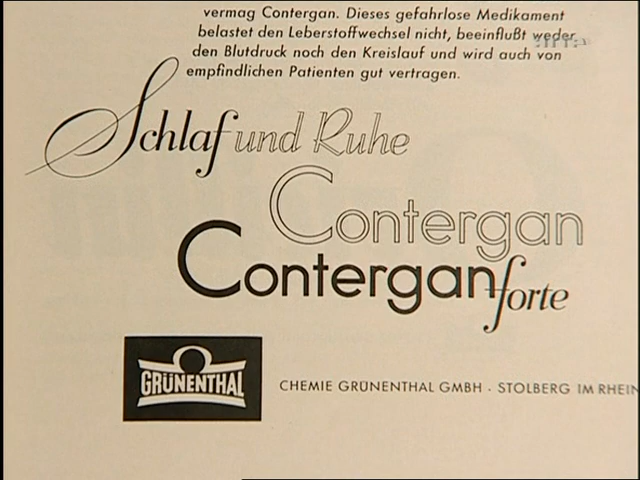 vermag Contergan. Dieses gefahrlose Medikament
belastet den Leberstoffwechsel nicht, beeinflußt weder
den Blutdruck noch den Kreislauf und wird auch von
empfindlichen Patienten gut vertragen.
Schlaf und Ruhe
Contergan
Contergan forte
GRÜNENTHAL
CHEMIE GRÜNENTHAL GMBH · STOLBERG IM RHEIN